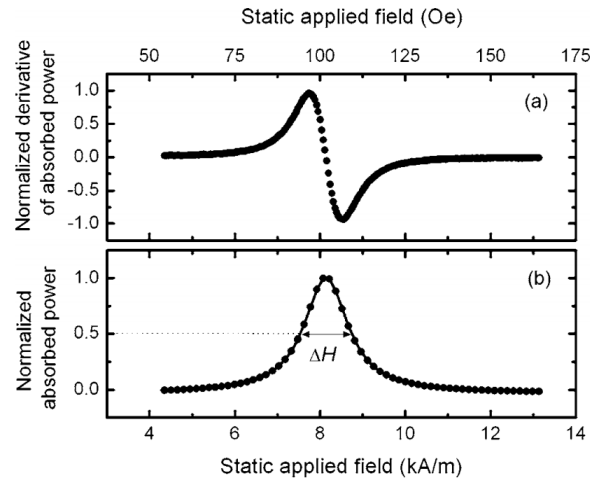 Static applied field (Oe)
50 75 100 125 150 175
Normalized derivative
of absorbed power
1.0
0.5
0.0
-0.5
-1.0
(a)
Normalized
absorbed power
1.0
0.5
0.0
(b)
ΔH
4 6 8 10 12 14
Static applied field (kA/m)